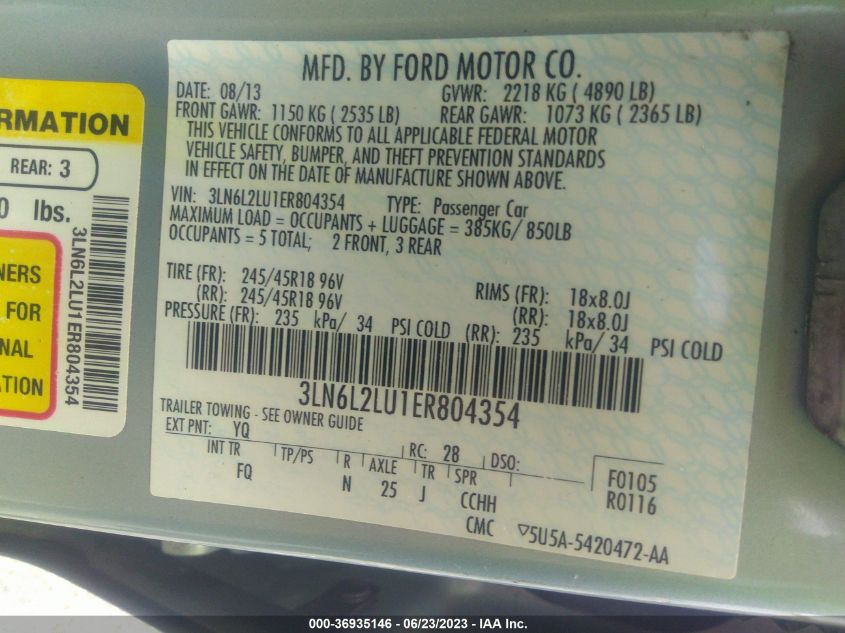 RMATION
REAR: 3
0 lbs.
NERS
FOR
NAL
ATION
3LN6L2LU1ER804354
MFD. BY FORD MOTOR CO.
DATE: 08/13 GVWR: 2218 KG ( 4890 LB)
FRONT GAWR: 1150 KG ( 2535 LB) REAR GAWR: 1073 KG ( 2365 LB)
THIS VEHICLE CONFORMS TO ALL APPLICABLE FEDERAL MOTOR
VEHICLE SAFETY, BUMPER, AND THEFT PREVENTION STANDARDS
IN EFFECT ON THE DATE OF MANUFACTURE SHOWN ABOVE.
VIN: 3LN6L2LU1ER804354 TYPE: Passenger Car
MAXIMUM LOAD = OCCUPANTS + LUGGAGE = 385KG/ 850LB
OCCUPANTS = 5 TOTAL; 2 FRONT, 3 REAR
TIRE (FR): 245/45R18 96V RIMS (FR): 18x8.0J
(RR): 245/45R18 96V (RR): 18x8.0J
PRESSURE (FR): 235 kPa/ 34 PSI COLD (RR): 235 kPa/ 34 PSI COLD
3LN6L2LU1ER804354
TRAILER TOWING - SEE OWNER GUIDE
EXT PNT: YQ RC: 28 DSO:
INT TR TP/PS R AXLE TR SPR F0105
FQ N 25 J CCHH R0116
CMC ▽5U5A-5420472-AA
000-36935146 - 06/23/2023 - IAA Inc.